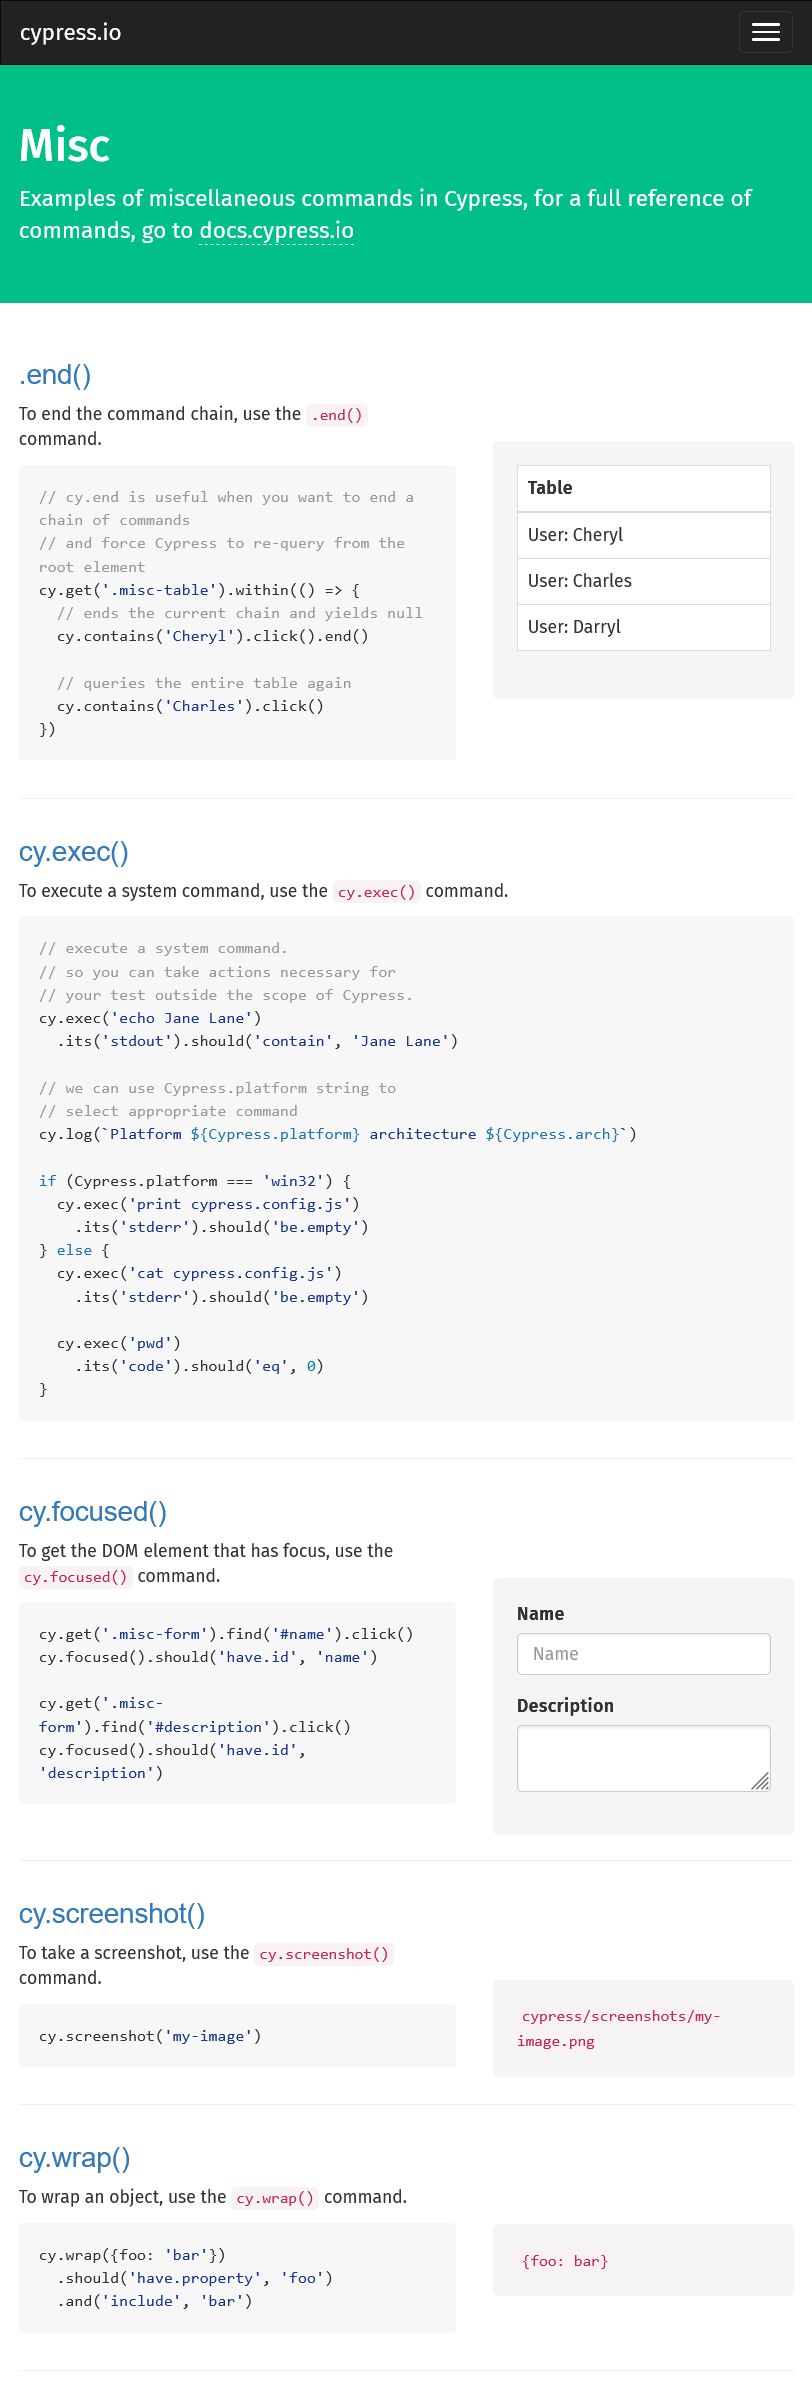 cypress.io
Misc
Examples of miscellaneous commands in Cypress, for a full reference of
commands, go to docs.cypress.io
.end()
To end the command chain, use the .end()
command.
// cy.end is useful when you want to end a
chain of commands
// and force Cypress to re-query from the
root element
cy.get('.misc-table').within(() => {
  // ends the current chain and yields null
  cy.contains('Cheryl').click().end()

  // queries the entire table again
  cy.contains('Charles').click()
})
Table
User: Cheryl
User: Charles
User: Darryl
cy.exec()
To execute a system command, use the cy.exec() command.
// execute a system command.
// so you can take actions necessary for
// your test outside the scope of Cypress.
cy.exec('echo Jane Lane')
  .its('stdout').should('contain', 'Jane Lane')

// we can use Cypress.platform string to
// select appropriate command
cy.log(`Platform ${Cypress.platform} architecture ${Cypress.arch}`)

if (Cypress.platform === 'win32') {
  cy.exec('print cypress.config.js')
    .its('stderr').should('be.empty')
} else {
  cy.exec('cat cypress.config.js')
    .its('stderr').should('be.empty')

  cy.exec('pwd')
    .its('code').should('eq', 0)
}
cy.focused()
To get the DOM element that has focus, use the
cy.focused() command.
cy.get('.misc-form').find('#name').click()
cy.focused().should('have.id', 'name')

cy.get('.misc-
form').find('#description').click()
cy.focused().should('have.id',
'description')
Name
Name
Description
cy.screenshot()
To take a screenshot, use the cy.screenshot()
command.
cy.screenshot('my-image')
cypress/screenshots/my-
image.png
cy.wrap()
To wrap an object, use the cy.wrap() command.
cy.wrap({foo: 'bar'})
  .should('have.property', 'foo')
  .and('include', 'bar')
{foo: bar}